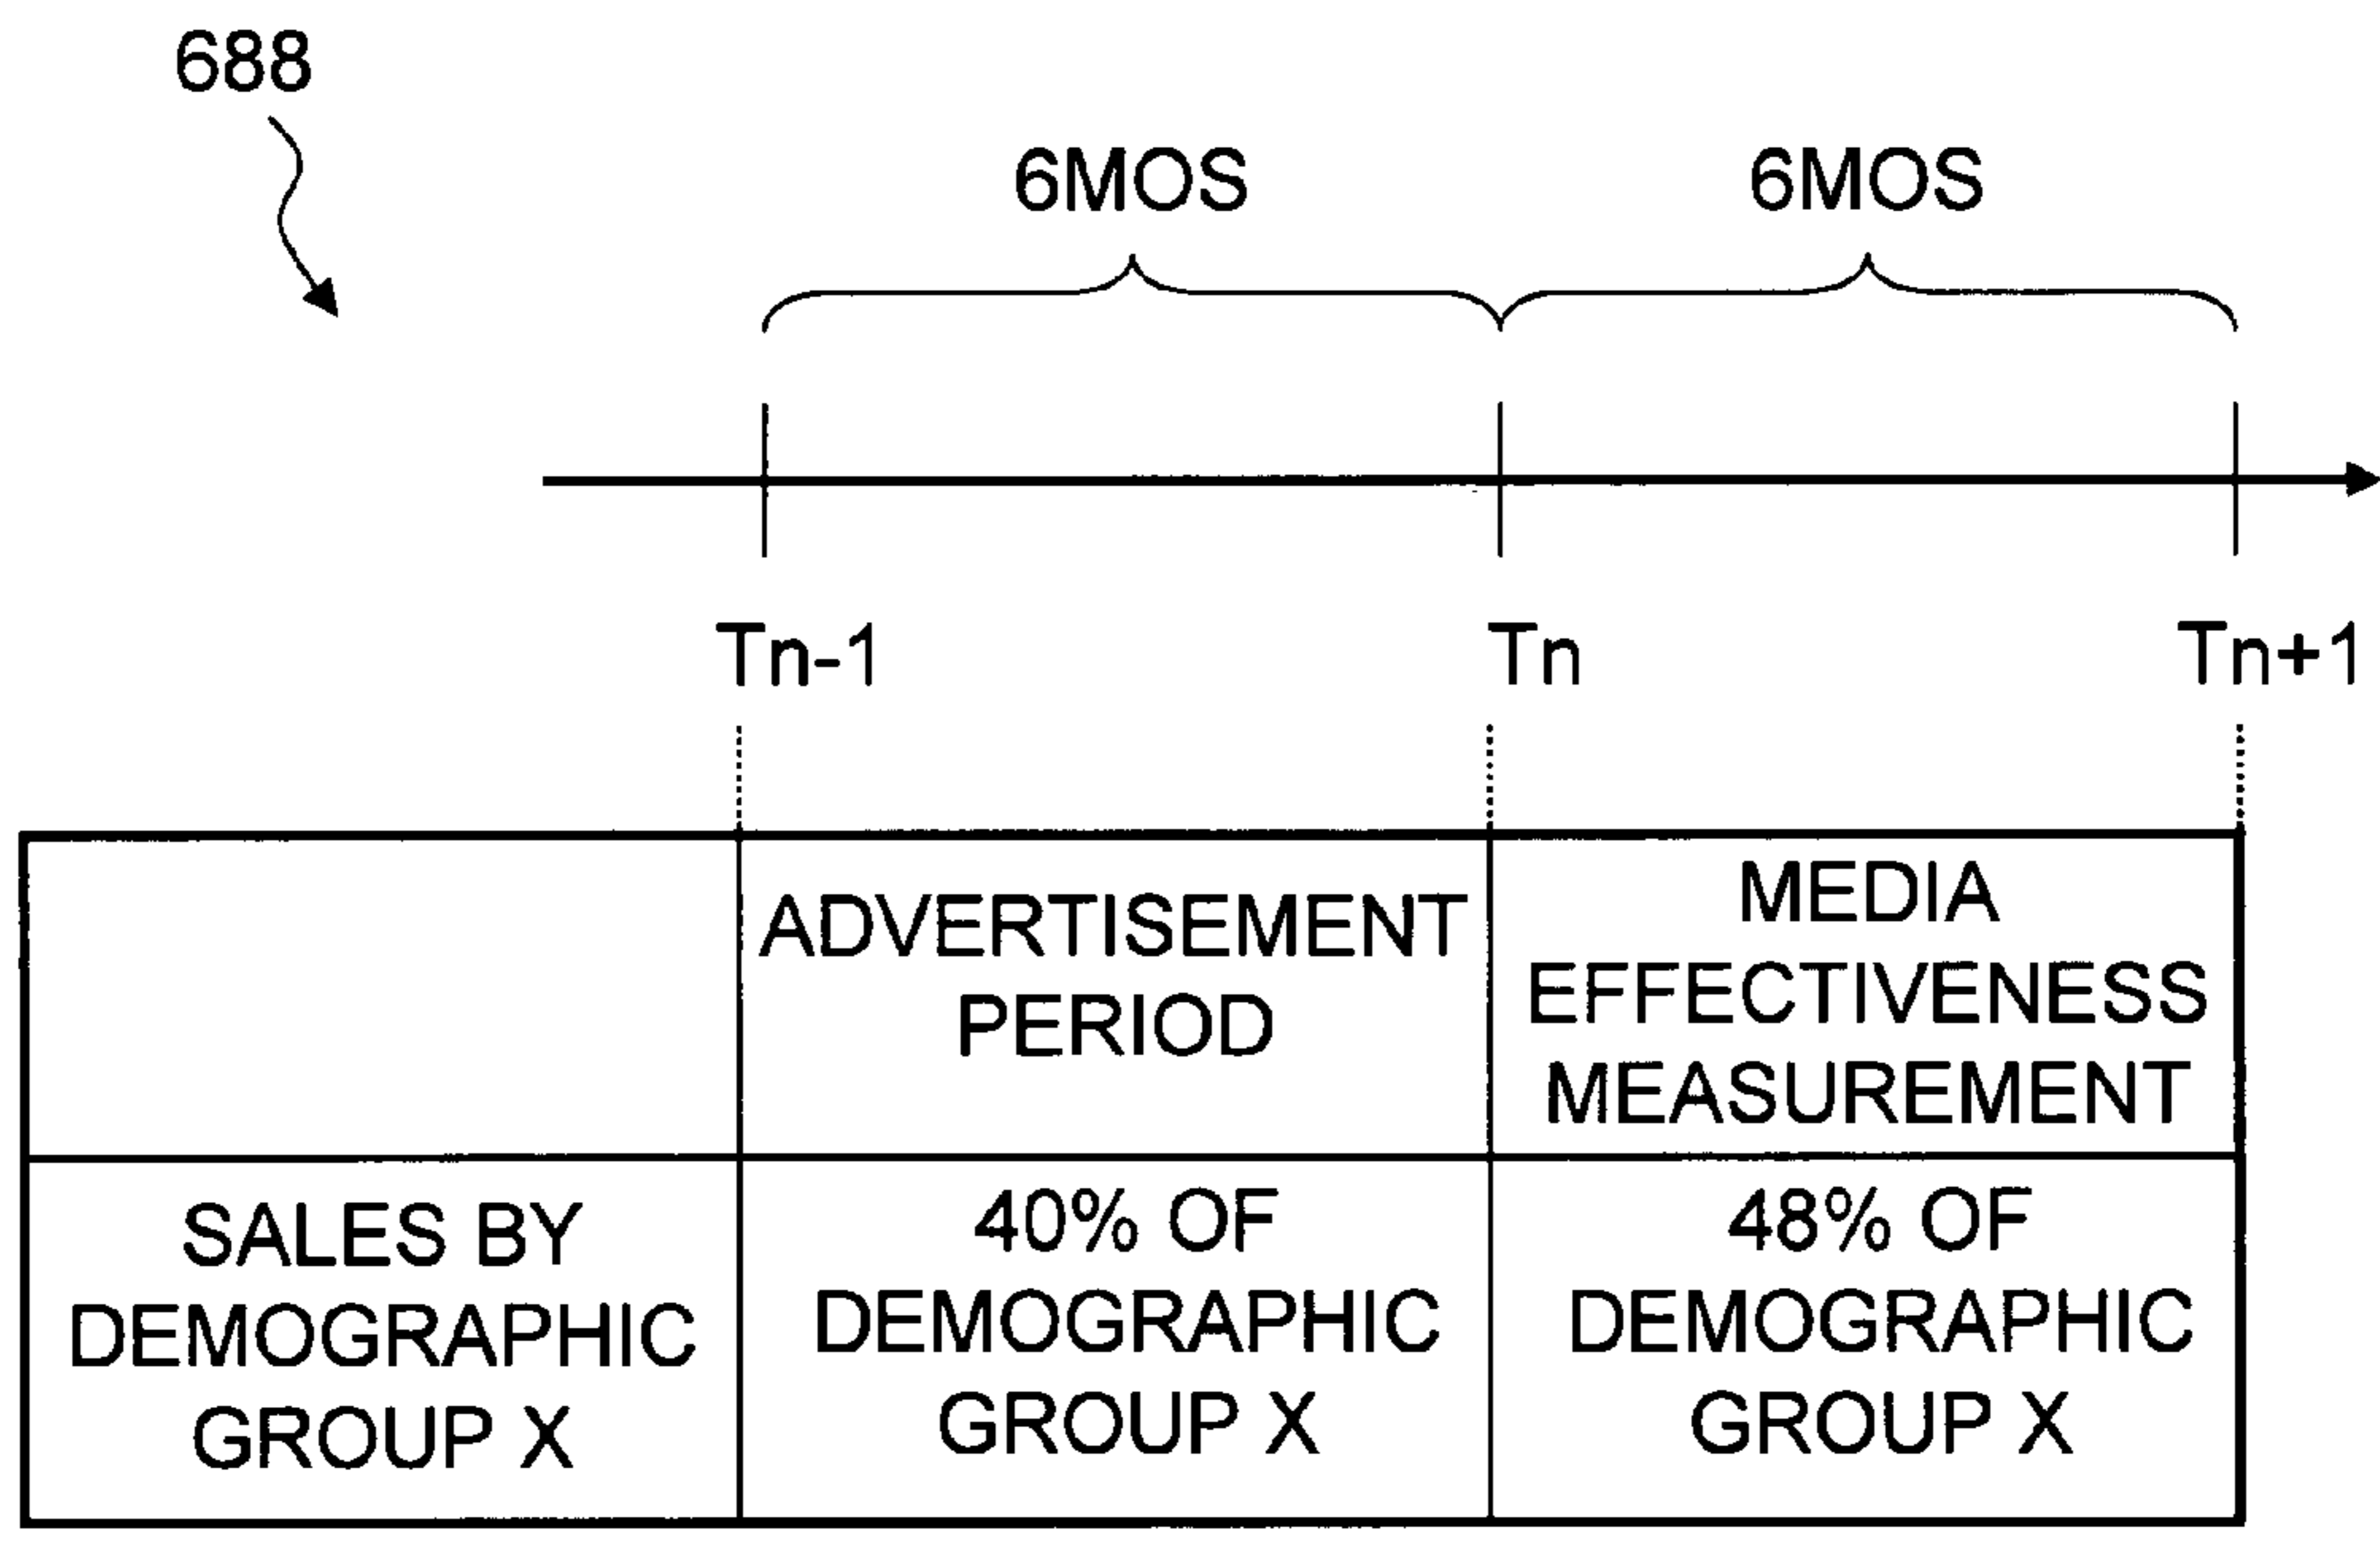 688
6MOS 6MOS
Tn-1 Tn Tn+1
ADVERTISEMENT
PERIOD
MEDIA
EFFECTIVENESS
MEASUREMENT
SALES BY
DEMOGRAPHIC
GROUP X
40% OF
DEMOGRAPHIC
GROUP X
48% OF
DEMOGRAPHIC
GROUP X